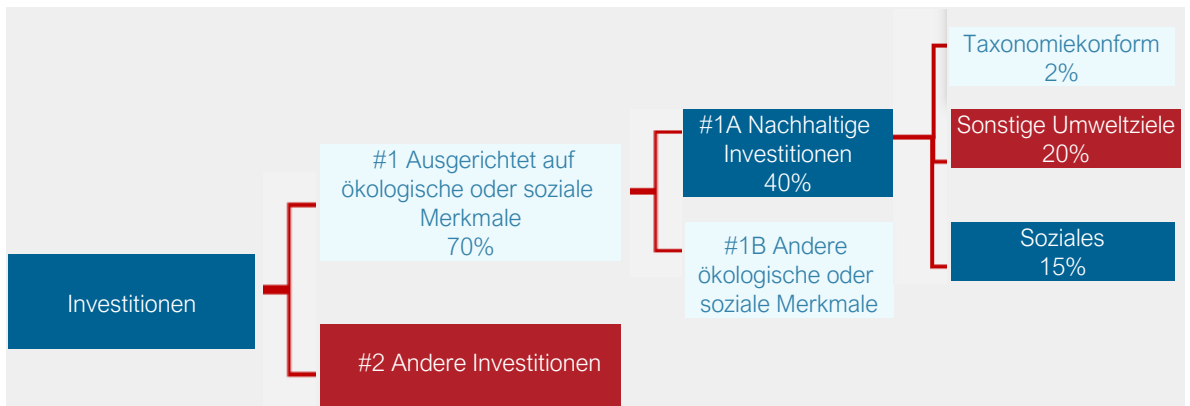 Investitionen
#1 Ausgerichtet auf
ökologische oder soziale
Merkmale
70%
#2 Andere Investitionen
#1A Nachhaltige
Investitionen
40%
#1B Andere
ökologische oder
soziale Merkmale
Taxonomiekonform
2%
Sonstige Umweltziele
20%
Soziales
15%